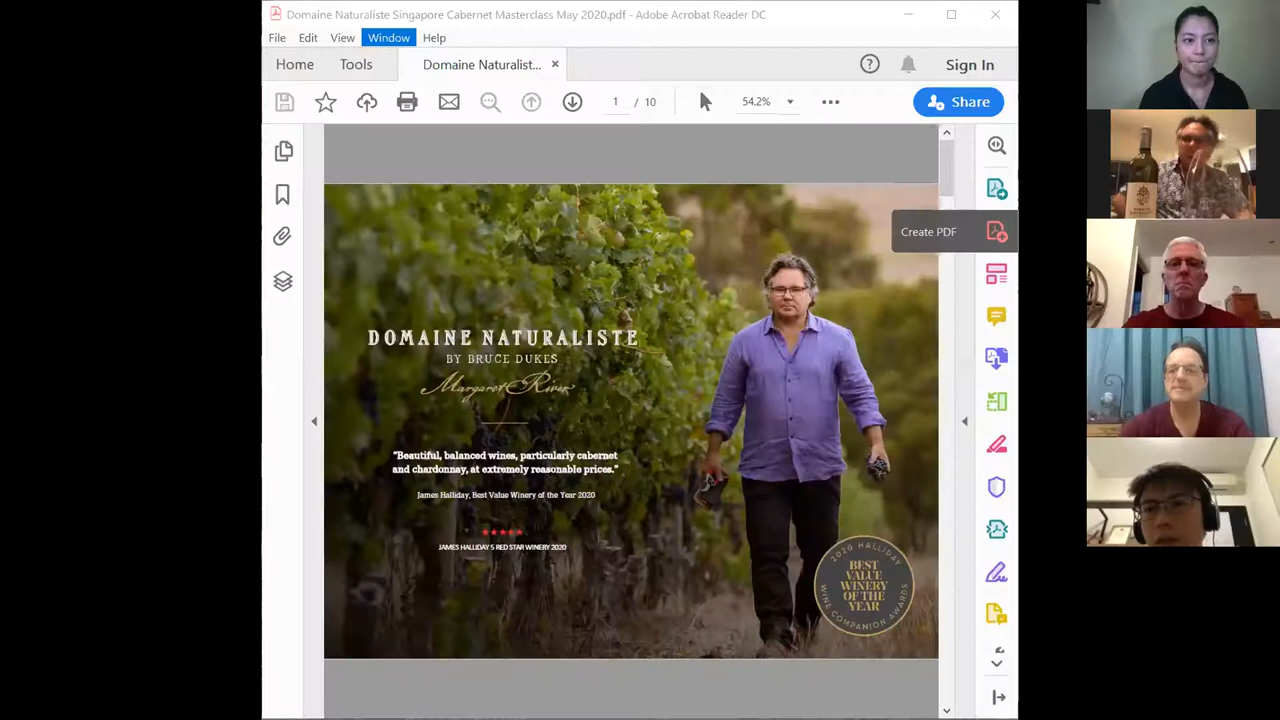 Domaine Naturaliste Singapore Cabernet Masterclass May 2020.pdf - Adobe Acrobat Reader DC
File Edit View Window Help
Home Tools Domaine Naturalist... × Sign In
1 / 10 54.2% Share
Create PDF
DOMAINE NATURALISTE
BY BRUCE DUKES
Margaret River
"Beautiful, balanced wines, particularly cabernet
and chardonnay, at extremely reasonable prices."
James Halliday, Best Value Winery of the Year 2020
JAMES HALLIDAY 5 RED STAR WINERY 2020
2020 HALLIDAY
BEST
VALUE
WINERY
OF THE
YEAR
WINE COMPANION AWARDS